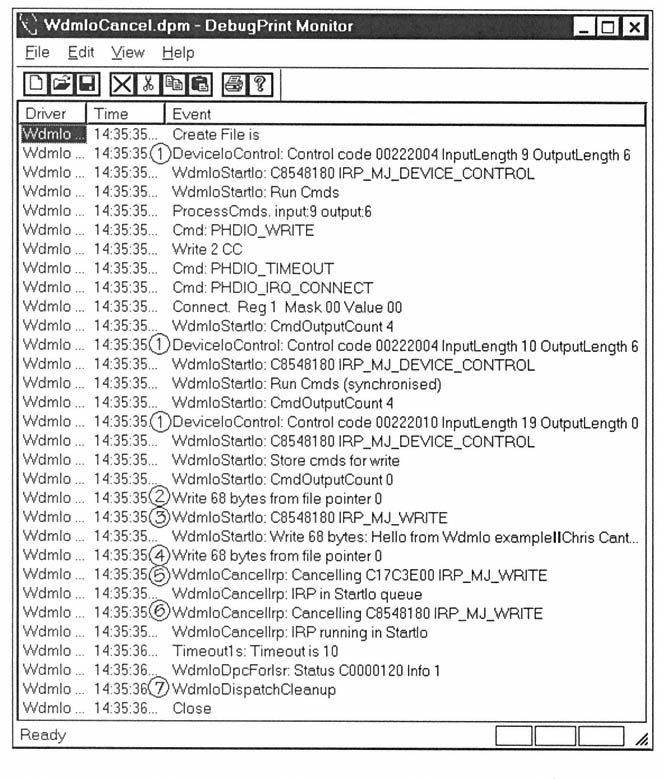 WdmIoCancel.dpm - DebugPrint Monitor
File Edit View Help
Driver Time Event
WdmIo ... 14:35:35... Create File is
WdmIo ... 14:35:35 1 DeviceIoControl: Control code 00222004 InputLength 9 OutputLength 6
WdmIo ... 14:35:35... WdmIoStartIo: C8548180 IRP_MJ_DEVICE_CONTROL
WdmIo ... 14:35:35... WdmIoStartIo: Run Cmds
WdmIo ... 14:35:35... ProcessCmds. input:9 output:6
WdmIo ... 14:35:35... Cmd: PHDIO_WRITE
WdmIo ... 14:35:35... Write 2 CC
WdmIo ... 14:35:35... Cmd: PHDIO_TIMEOUT
WdmIo ... 14:35:35... Cmd: PHDIO_IRQ_CONNECT
WdmIo ... 14:35:35... Connect. Reg 1 Mask 00 Value 00
WdmIo ... 14:35:35... WdmIoStartIo: CmdOutputCount 4
WdmIo ... 14:35:35 1 DeviceIoControl: Control code 00222004 InputLength 10 OutputLength 6
WdmIo ... 14:35:35... WdmIoStartIo: C8548180 IRP_MJ_DEVICE_CONTROL
WdmIo ... 14:35:35... WdmIoStartIo: Run Cmds (synchronised)
WdmIo ... 14:35:35... WdmIoStartIo: CmdOutputCount 4
WdmIo ... 14:35:35 1 DeviceIoControl: Control code 00222010 InputLength 19 OutputLength 0
WdmIo ... 14:35:35... WdmIoStartIo: C8548180 IRP_MJ_DEVICE_CONTROL
WdmIo ... 14:35:35... WdmIoStartIo: Store cmds for write
WdmIo ... 14:35:35... WdmIoStartIo: CmdOutputCount 0
WdmIo ... 14:35:35 2 Write 68 bytes from file pointer 0
WdmIo ... 14:35:35 3 WdmIoStartIo: C8548180 IRP_MJ_WRITE
WdmIo ... 14:35:35... WdmIoStartIo: Write 68 bytes: Hello from WdmIo example||Chris Cant...
WdmIo ... 14:35:35 4 Write 68 bytes from file pointer 0
WdmIo ... 14:35:35 5 WdmIoCancelIrp: Cancelling C17C3E00 IRP_MJ_WRITE
WdmIo ... 14:35:35... WdmIoCancelIrp: IRP in StartIo queue
WdmIo ... 14:35:35 6 WdmIoCancelIrp: Cancelling C8548180 IRP_MJ_WRITE
WdmIo ... 14:35:35... WdmIoCancelIrp: IRP running in StartIo
WdmIo ... 14:35:36... Timeout1s: Timeout is 10
WdmIo ... 14:35:36... WdmIoDpcForIsr: Status C0000120 Info 1
WdmIo ... 14:35:36 7 WdmIoDispatchCleanup
WdmIo ... 14:35:36... Close
Ready